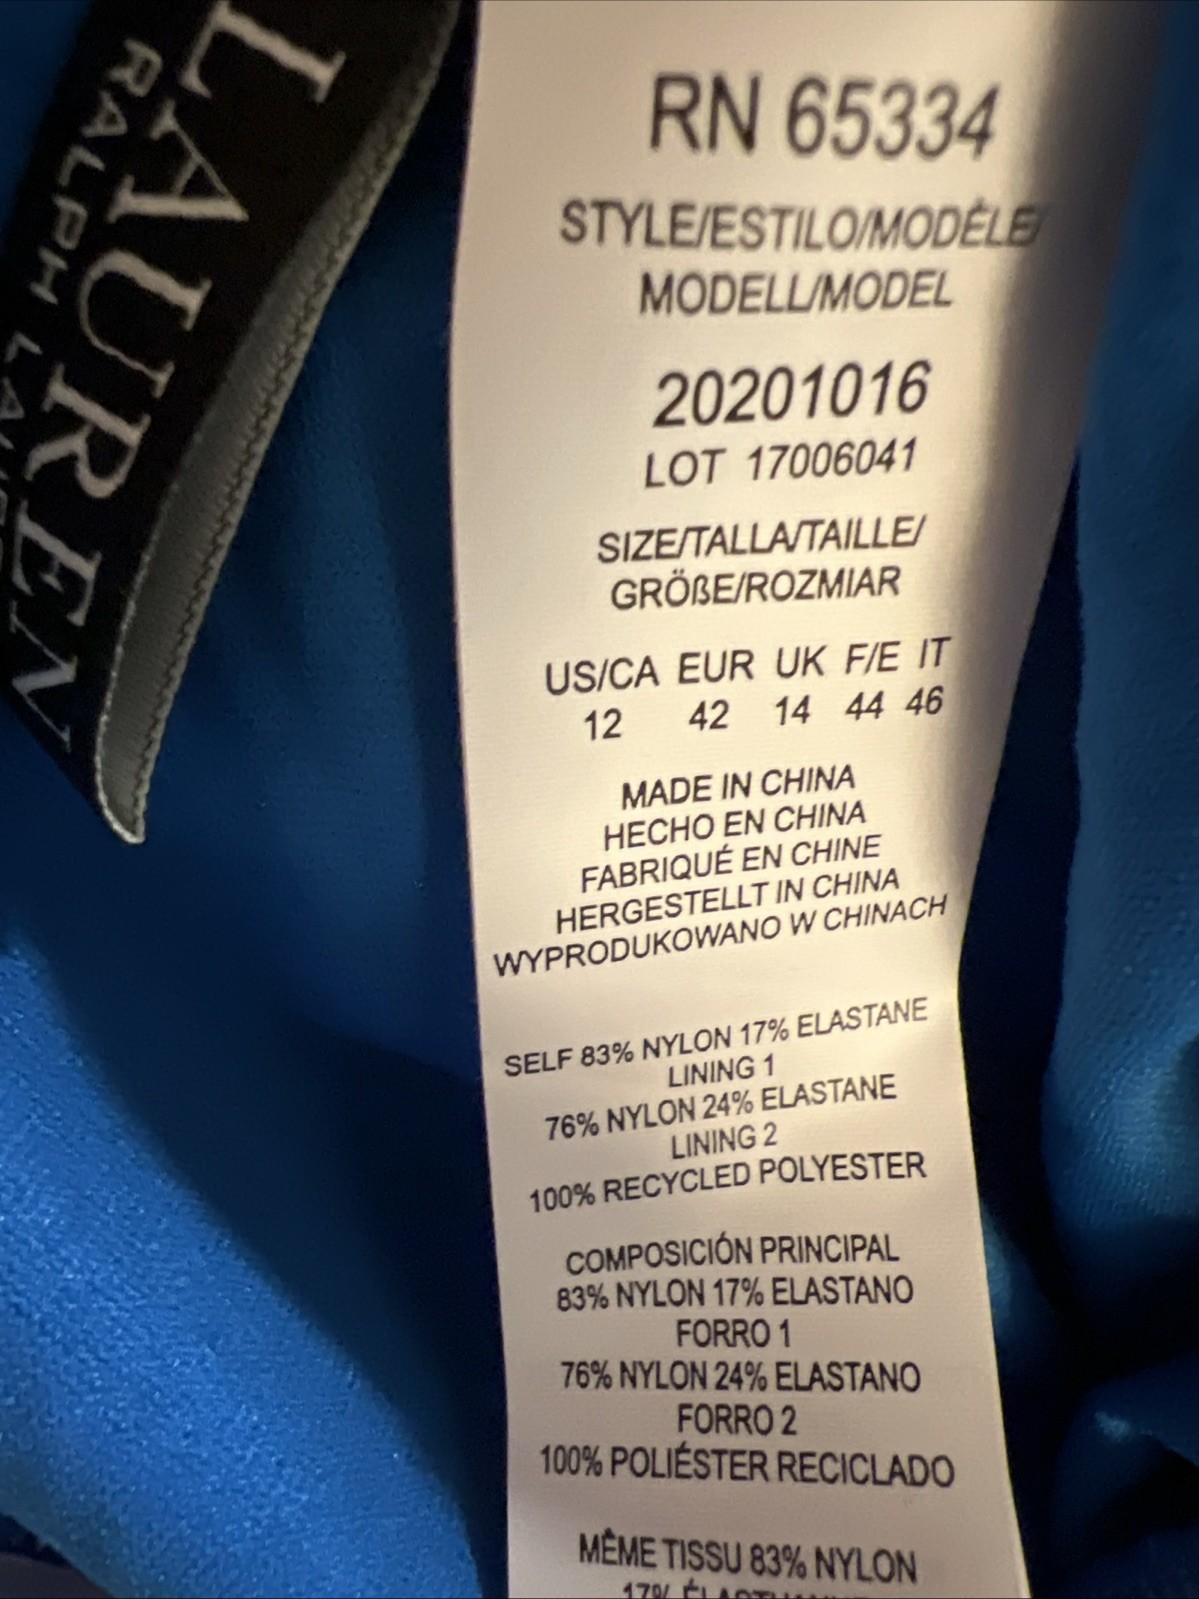 LAUREN
RALPH LAUREN
RN 65334
STYLE/ESTILO/MODÈLE/
MODELL/MODEL
20201016
LOT 17006041
SIZE/TALLA/TAILLE/
GRÖßE/ROZMIAR
US/CA EUR UK F/E IT
12 42 14 44 46
MADE IN CHINA
HECHO EN CHINA
FABRIQUÉ EN CHINE
HERGESTELLT IN CHINA
WYPRODUKOWANO W CHINACH
SELF 83% NYLON 17% ELASTANE
LINING 1
76% NYLON 24% ELASTANE
LINING 2
100% RECYCLED POLYESTER
COMPOSICIÓN PRINCIPAL
83% NYLON 17% ELASTANO
FORRO 1
76% NYLON 24% ELASTANO
FORRO 2
100% POLIÉSTER RECICLADO
MÊME TISSU 83% NYLON
17%